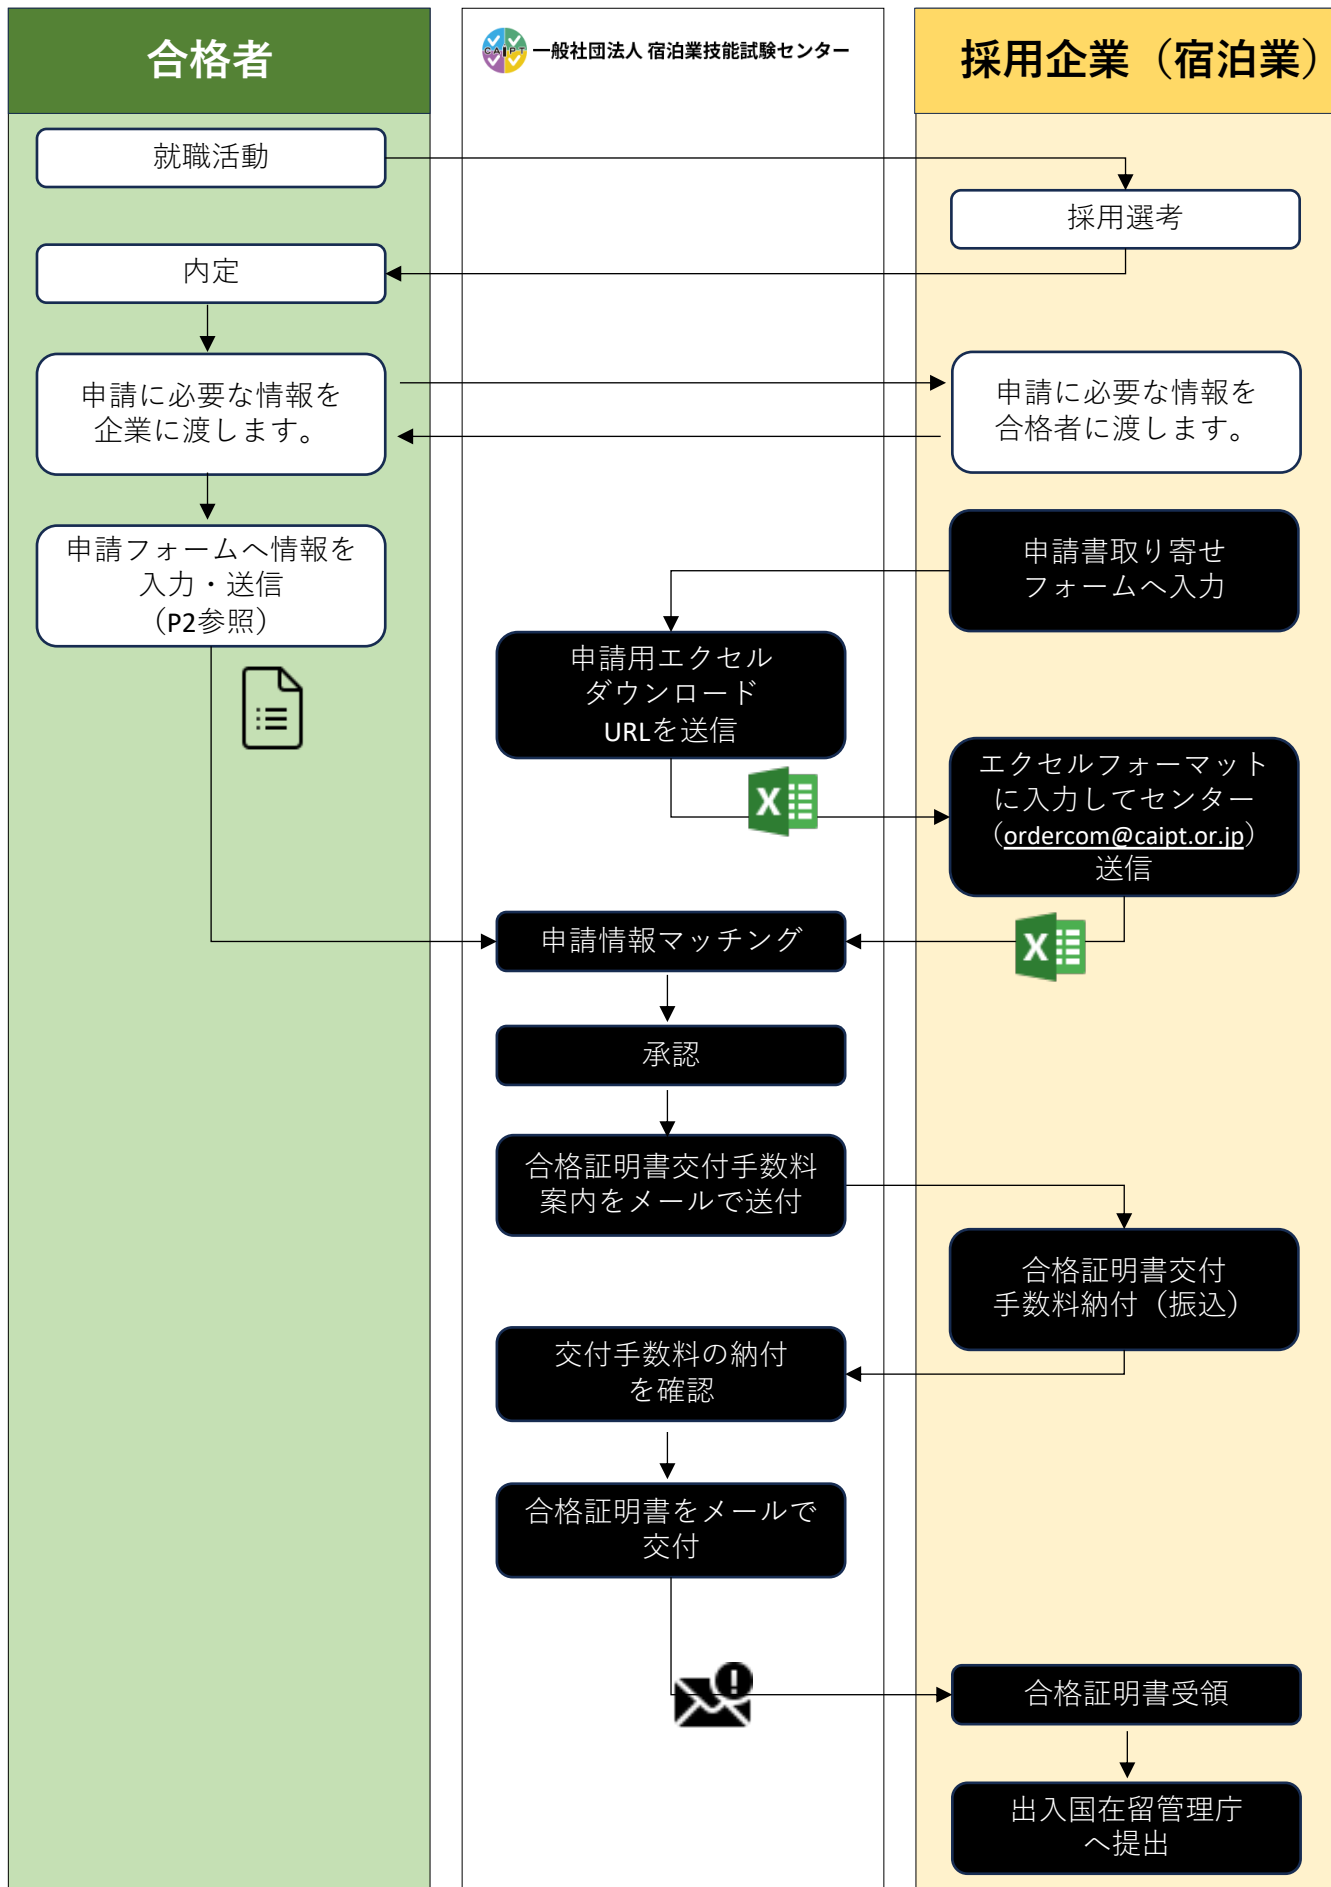 合格者
CAIPT
一般社団法人 宿泊業技能試験センター
採用企業（宿泊業）
就職活動
採用選考
内定
申請に必要な情報を
企業に渡します。
申請に必要な情報を
合格者に渡します。
申請フォームへ情報を
入力・送信
（P2参照）
申請書取り寄せ
フォームへ入力
申請用エクセル
ダウンロード
URLを送信
エクセルフォーマット
に入力してセンター
（ordercom@caipt.or.jp）
送信
申請情報マッチング
承認
合格証明書交付手数料
案内をメールで送付
合格証明書交付
手数料納付（振込）
交付手数料の納付
を確認
合格証明書をメールで
交付
合格証明書受領
出入国在留管理庁
へ提出